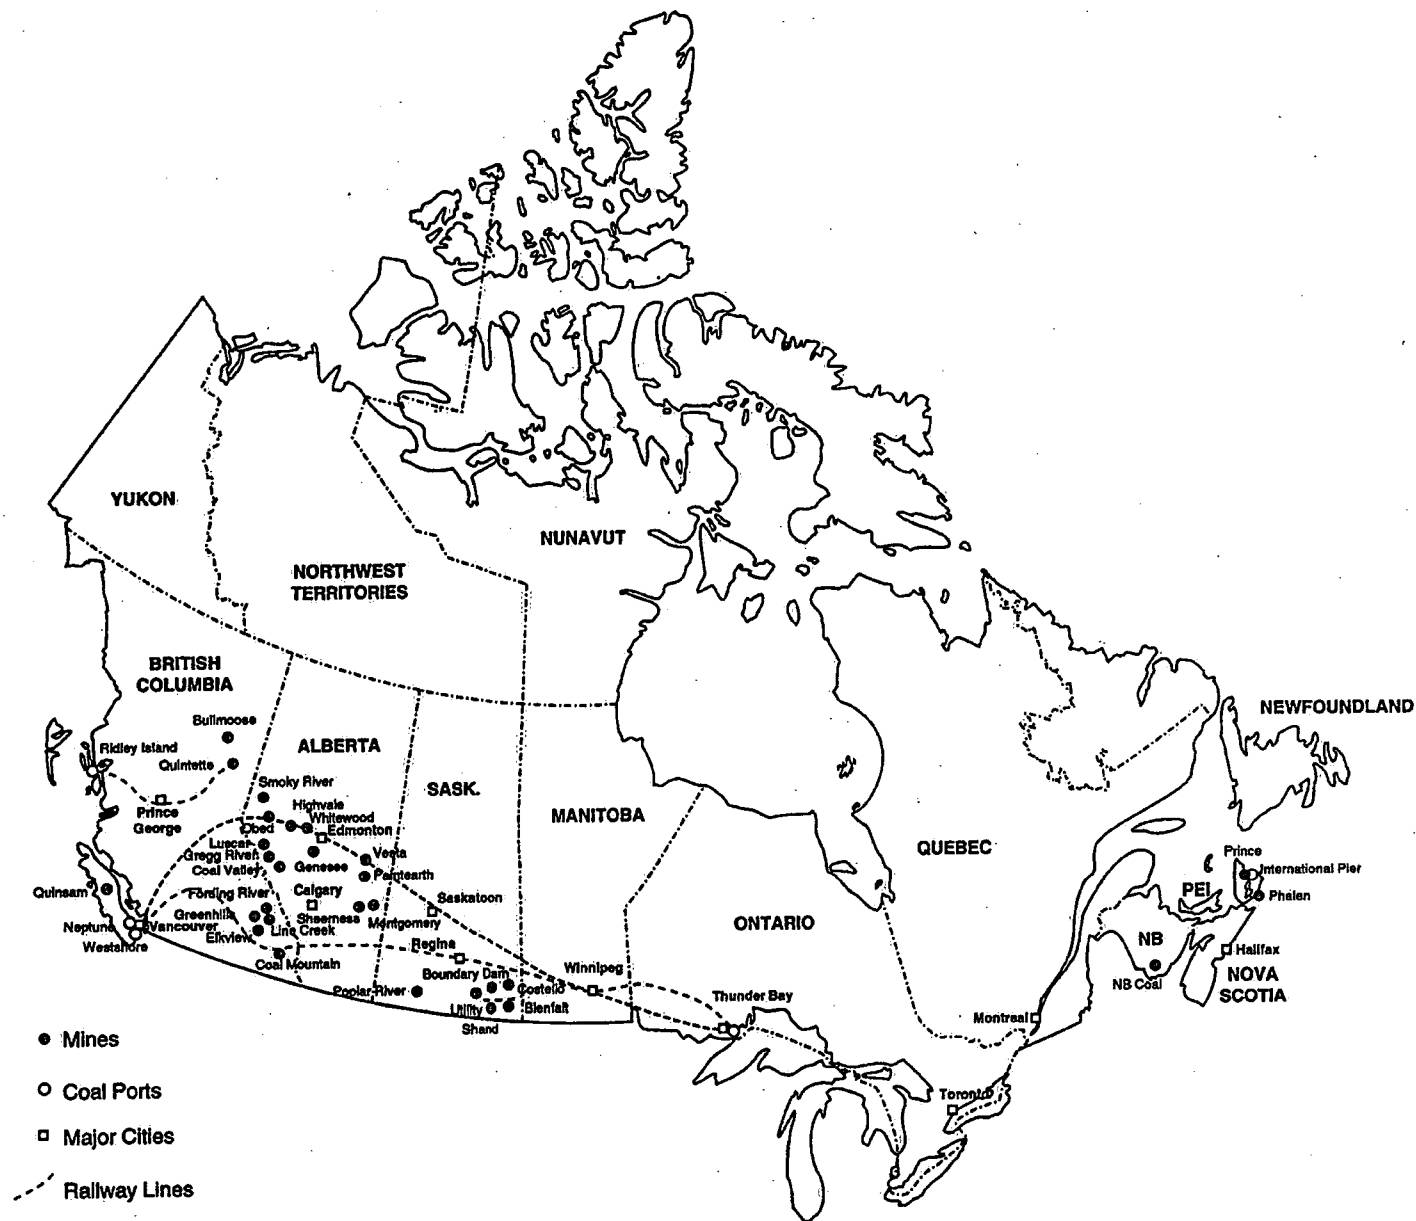 YUKON
NUNAVUT
NORTHWEST
TERRITORIES
BRITISH
COLUMBIA
NEWFOUNDLAND
Bullmoose
Ridley Island
ALBERTA
Quintette
Smoky River
SASK.
Highvale
Prince
George
Whitewood
MANITOBA
Obed
Edmonton
Luscar
QUEBEC
Gregg River
Vesta
Prince
Coal Valley
Genesee
Paintearth
International Pier
Quinsam
Fording River
Calgary
PEI
Phalen
Saskatoon
Greenhills
Sheerness
Montgomery
Neptune
Vancouver
Line Creek
ONTARIO
Elkview
NB
Westshore
Regina
Halifax
Coal Mountain
Boundary Dam
Winnipeg
NOVA
SCOTIA
NB Coal
Poplar River
Costello
Thunder Bay
Utility
Bienfait
Montreal
Shand
Mines
Coal Ports
Toronto
Major Cities
Railway Lines